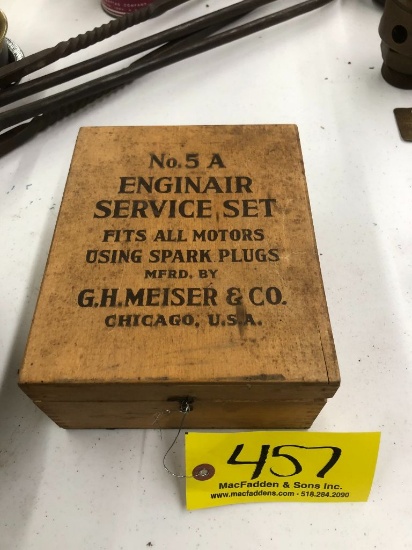 No. 5 A
ENGINAIR
SERVICE SET
FITS ALL MOTORS
USING SPARK PLUGS
MFRD. BY
G.H. MEISER & CO.
CHICAGO, U.S.A.
457
MacFadden & Sons Inc.
www.macfaddens.com - 518.284.2090